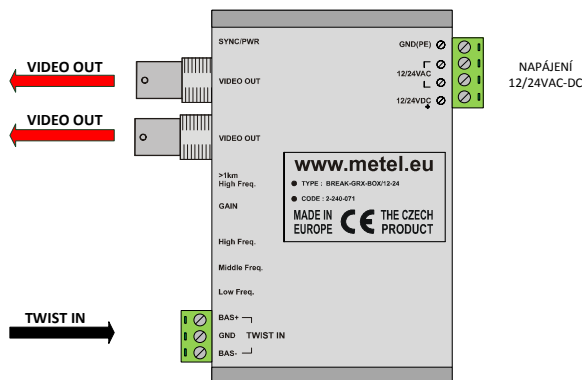 SYNC/PWR
VIDEO OUT
VIDEO OUT
VIDEO OUT
VIDEO OUT
>1km
High Freq.
GAIN
High Freq.
Middle Freq.
Low Freq.
TWIST IN
BAS+
GND TWIST IN
BAS-
GND(PE)
12/24VAC
12/24VDC
+
NAPÁJENÍ
12/24VAC-DC
www.metel.eu
TYPE : BREAK-GRX-BOX/12-24
CODE : 2-240-071
MADE IN EUROPE CE THE CZECH PRODUCT